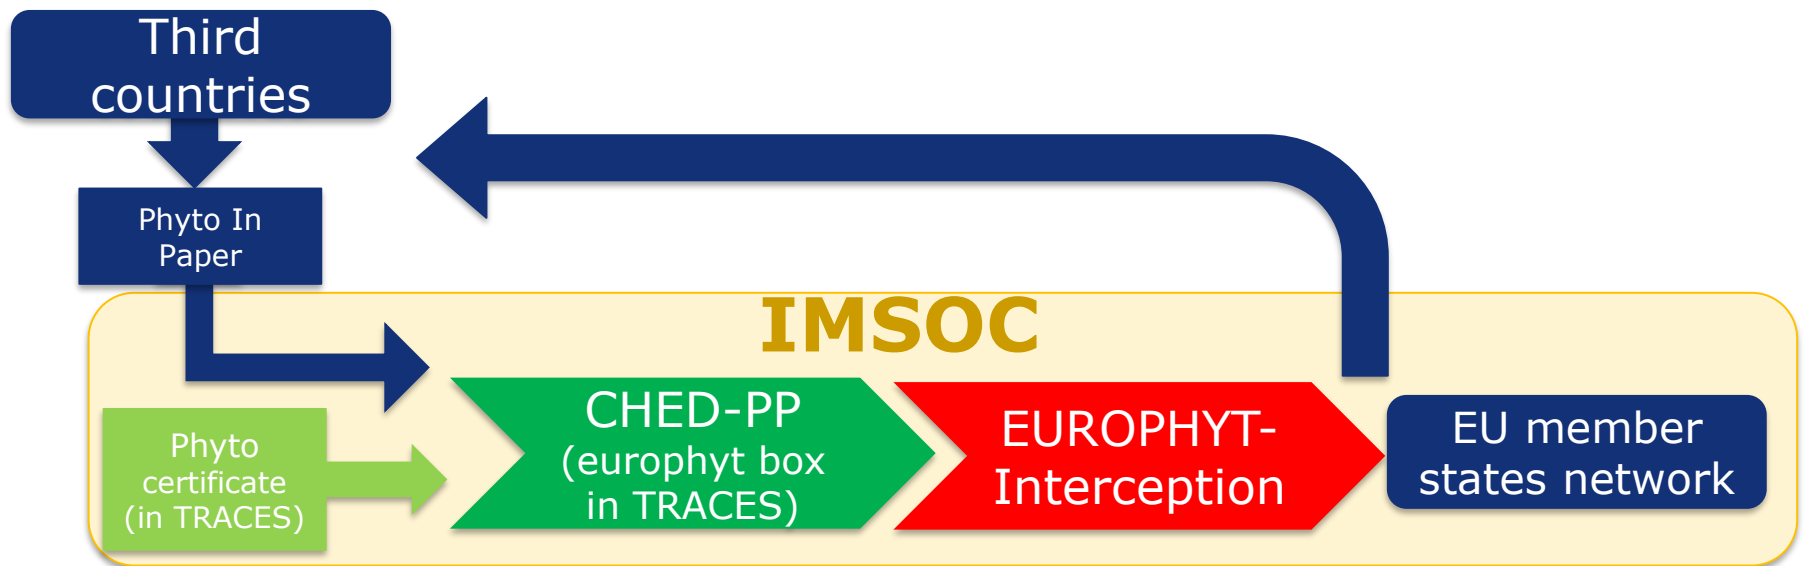 Third
countries
Phyto In
Paper
IMSOC
Phyto
certificate
(in TRACES)
CHED-PP
(europhyt box
in TRACES)
EUROPHYT-
Interception
EU member
states network